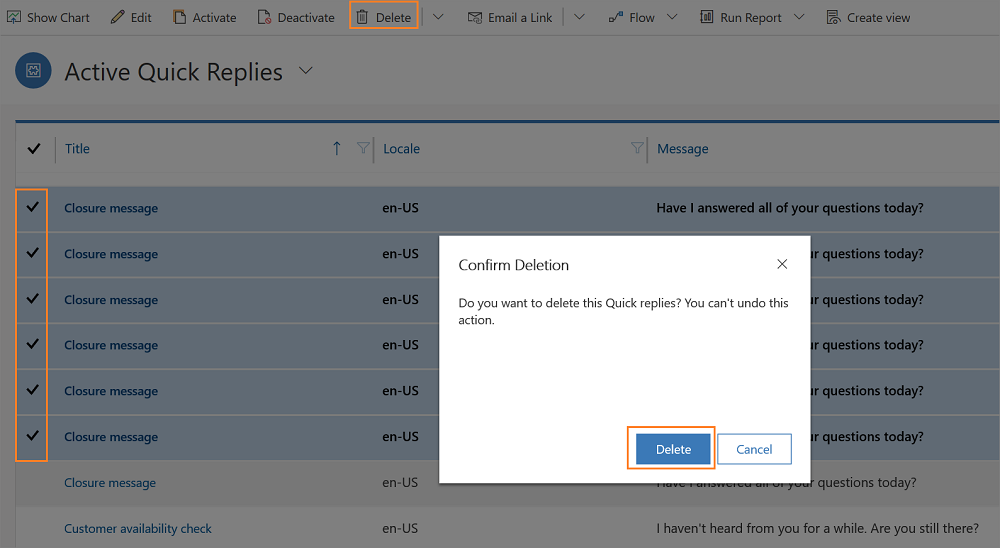 Show Chart Edit Activate Deactivate Delete Email a Link Flow Run Report Create view
Active Quick Replies
Title Locale Message
Closure message en-US Have I answered all of your questions today?
Closure message en-US ur questions today?
Confirm Deletion
Closure message en-US ur questions today?
Do you want to delete this Quick replies? You can't undo this
action.
Closure message en-US ur questions today?
Closure message en-US ur questions today?
Closure message en-US ur questions today?
Delete Cancel
Closure message en-US Have I answered all of your questions today?
Customer availability check en-US I haven't heard from you for a while. Are you still there?